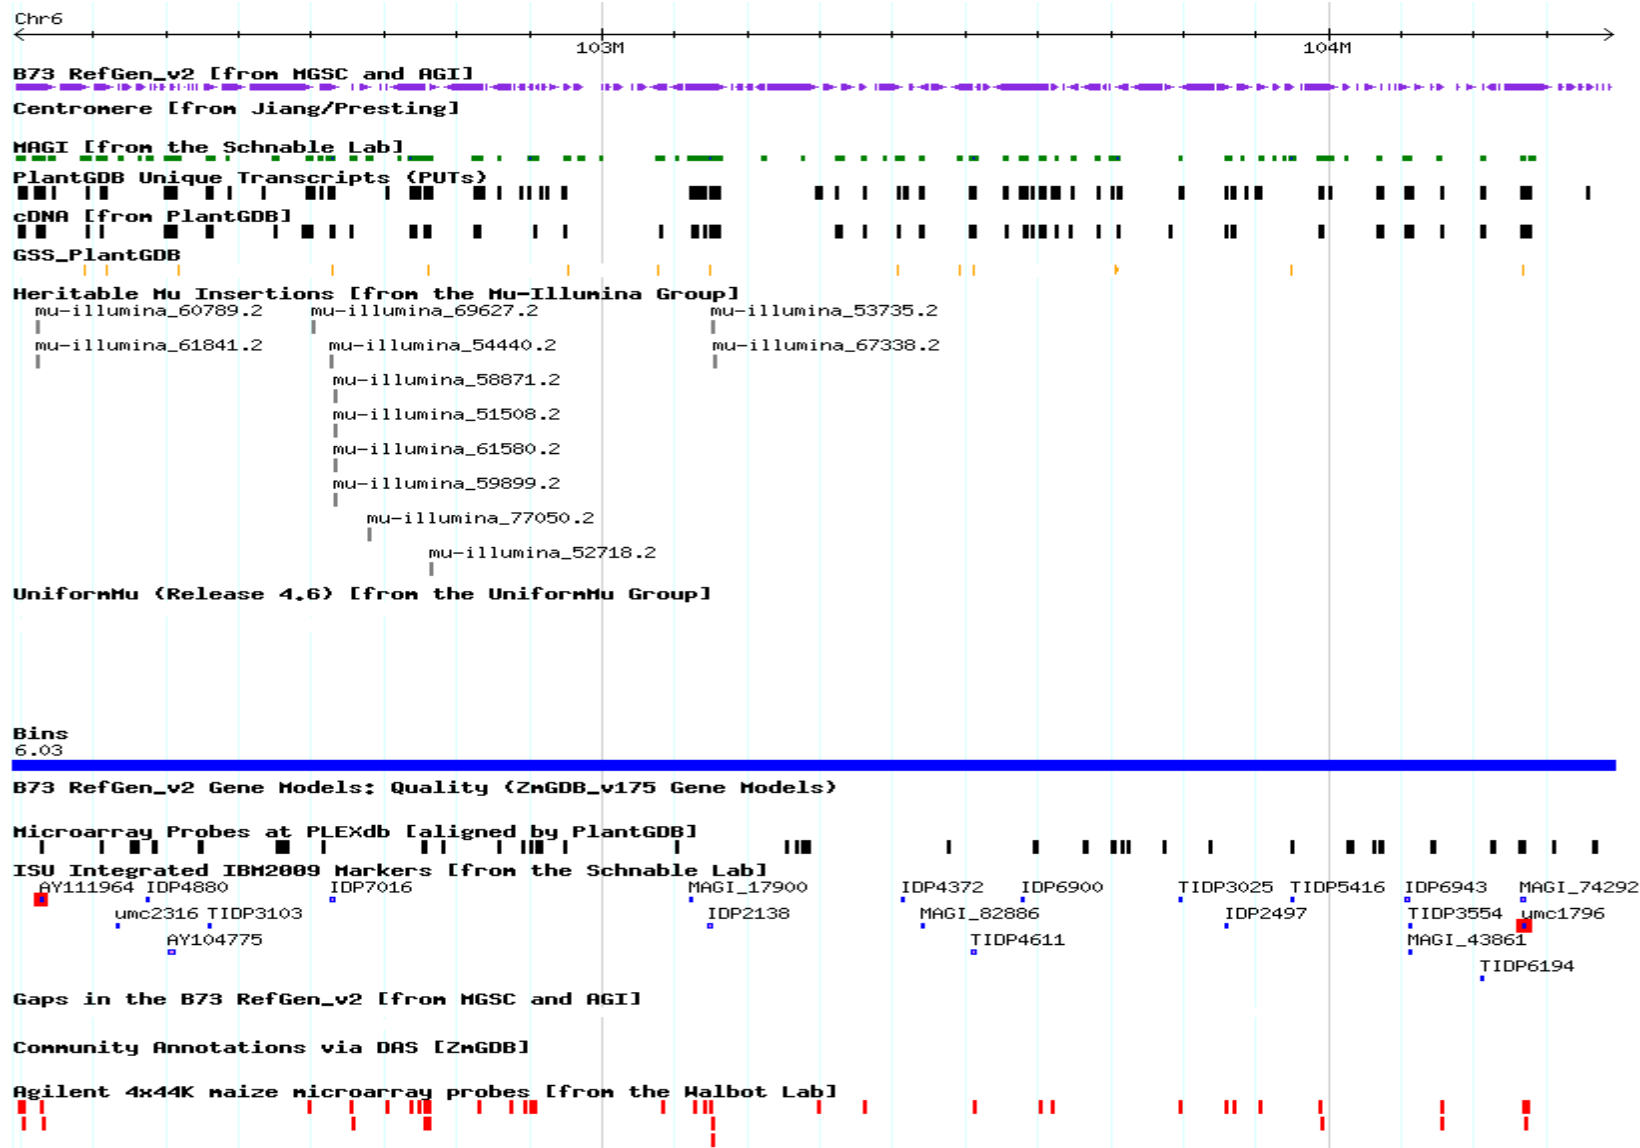 Chr6
103M 104M
B73 RefGen_v2 [from MGSC and AGI]
Centromere [from Jiang/Presting]
MAGI [from the Schnable Lab]
PlantGDB Unique Transcripts (PUTs)
cDNA [from PlantGDB]
GSS_PlantGDB
Heritable Mu Insertions [from the Mu-Illumina Group]
mu-illumina_60789.2 mu-illumina_69627.2 mu-illumina_53735.2
mu-illumina_61841.2 mu-illumina_54440.2 mu-illumina_67338.2
mu-illumina_58871.2
mu-illumina_51508.2
mu-illumina_61580.2
mu-illumina_59899.2
mu-illumina_77050.2
mu-illumina_52718.2
UniformMu (Release 4.6) [from the UniformMu Group]
Bins
6.03
B73 RefGen_v2 Gene Models: Quality (ZmGDB_v175 Gene Models)
Microarray Probes at PLEXdb [aligned by PlantGDB]
ISU Integrated IBM2009 Markers [from the Schnable Lab]
AY111964 IDP4880 IDP7016 MAGI_17900 IDP4372 IDP6900 TIDP3025 TIDP5416 IDP6943 MAGI_74292
umc2316 TIDP3103 IDP2138 MAGI_82886 IDP2497 TIDP3554 umc1796
AY104775 TIDP4611 MAGI_43861
TIDP6194
Gaps in the B73 RefGen_v2 [from MGSC and AGI]
Community Annotations via DAS [ZmGDB]
Agilent 4x44K maize microarray probes [from the Walbot Lab]